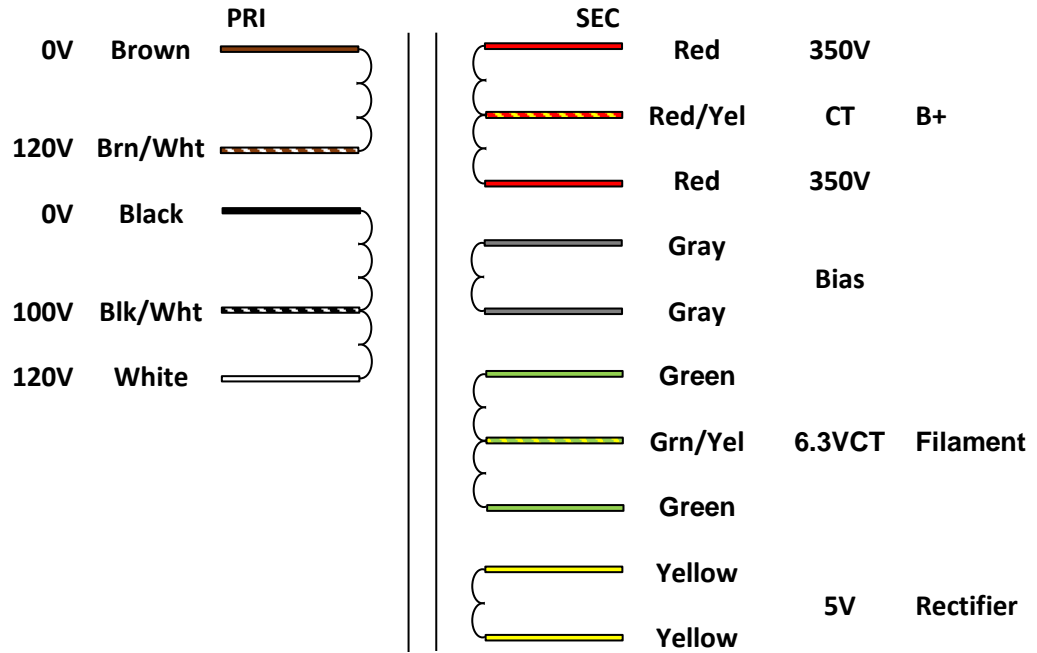 PRI
0V Brown
120V Brn/Wht
0V Black
100V Blk/Wht
120V White
SEC
Red 350V
Red/Yel CT B+
Red 350V
Gray
Bias
Gray
Green
Grn/Yel 6.3VCT Filament
Green
Yellow
5V Rectifier
Yellow